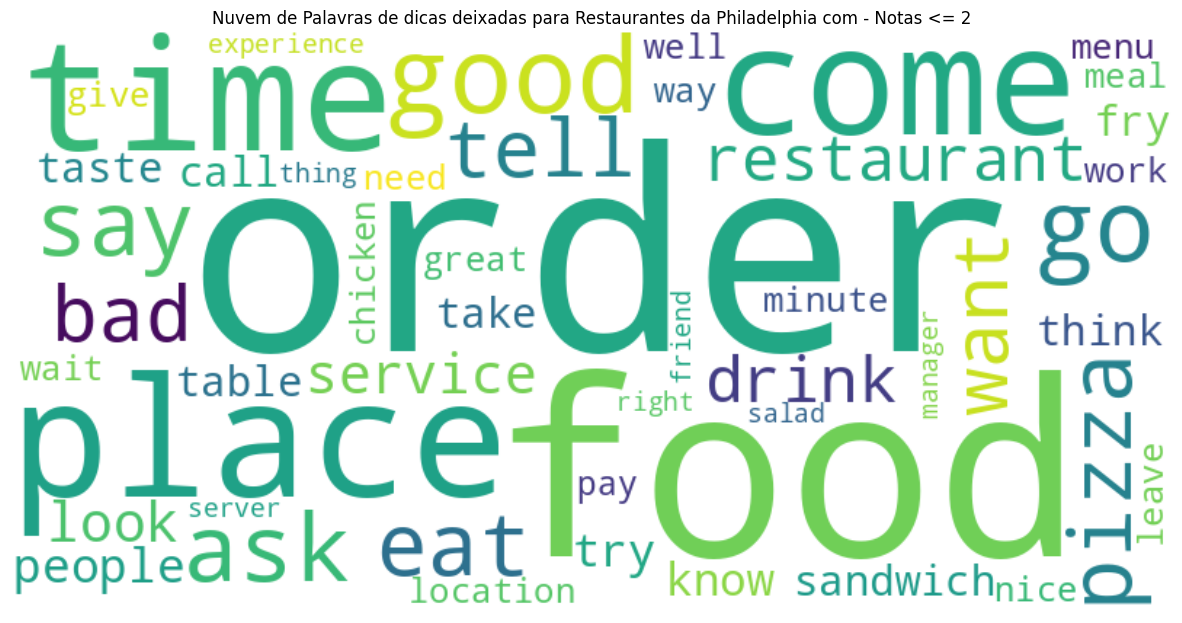 Nuvem de Palavras de dicas deixadas para Restaurantes da Philadelphia com - Notas <= 2
experience
time
give
good
well
way
come
menu
meal
fry
taste
call
thing
need
tell
restaurant
work
say
order
go
bad
chicken
great
take
minute
want
think
wait
table
service
friend
right
drink
salad
manager
pizza
place
food
pay
leave
look
server
people
ask
eat
try
location
know
sandwich
nice